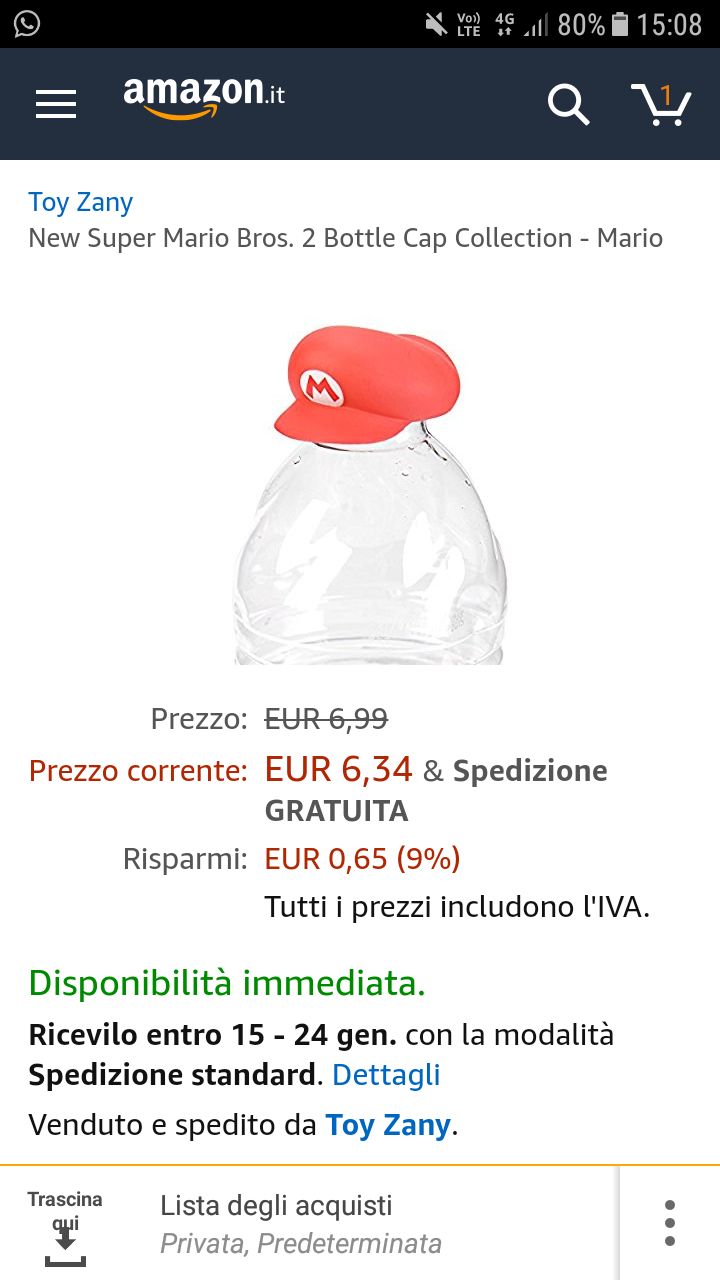 Vo)) LTE 4G 80% 15:08
amazon.it
1
Toy Zany
New Super Mario Bros. 2 Bottle Cap Collection - Mario
M
Prezzo: EUR 6,99
Prezzo corrente: EUR 6,34 & Spedizione
GRATUITA
Risparmi: EUR 0,65 (9%)
Tutti i prezzi includono l'IVA.
Disponibilità immediata.
Ricevilo entro 15 - 24 gen. con la modalità
Spedizione standard. Dettagli
Venduto e spedito da Toy Zany.
Trascina
qui
Lista degli acquisti
Privata, Predeterminata